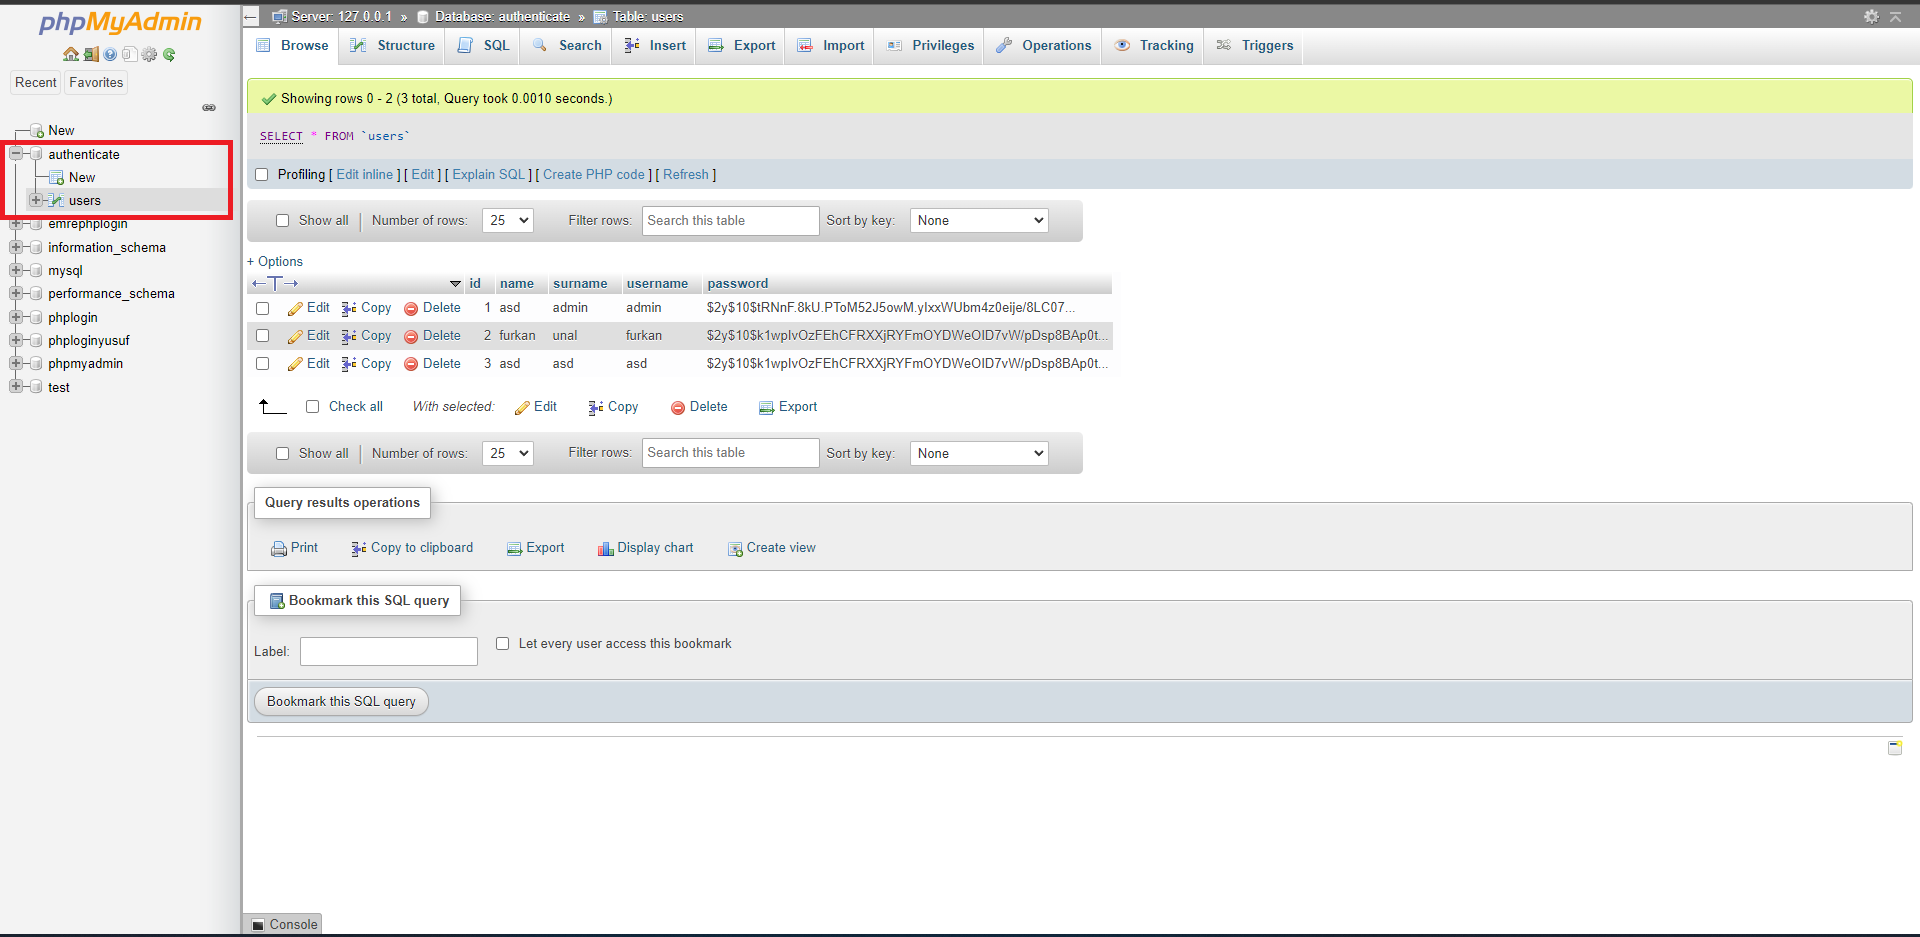 phpMyAdmin
Recent Favorites
New
authenticate
New
users
emrephplogin
information_schema
mysql
performance_schema
phplogin
phploginyusuf
phpmyadmin
test
Server: 127.0.0.1 » Database: authenticate » Table: users
Browse Structure SQL Search Insert Export Import Privileges Operations Tracking Triggers
Showing rows 0 - 2 (3 total, Query took 0.0010 seconds.)
SELECT * FROM `users`
Profiling [ Edit inline ] [ Edit ] [ Explain SQL ] [ Create PHP code ] [ Refresh ]
Show all | Number of rows: 25 Filter rows: Search this table Sort by key: None
+ Options
←T→ id name surname username password
Edit Copy Delete 1 asd admin admin $2y$10$tRNnF.8kU.PToM52J5owM.yIxxWUbm4z0eije/8LC07...
Edit Copy Delete 2 furkan unal furkan $2y$10$k1wpIvOzFEhCFRXXjRYFmOYDWeOID7vW/pDsp8BAp0t...
Edit Copy Delete 3 asd asd asd $2y$10$k1wpIvOzFEhCFRXXjRYFmOYDWeOID7vW/pDsp8BAp0t...
Check all With selected: Edit Copy Delete Export
Show all | Number of rows: 25 Filter rows: Search this table Sort by key: None
Query results operations
Print Copy to clipboard Export Display chart Create view
Bookmark this SQL query
Label: Let every user access this bookmark
Bookmark this SQL query
Console